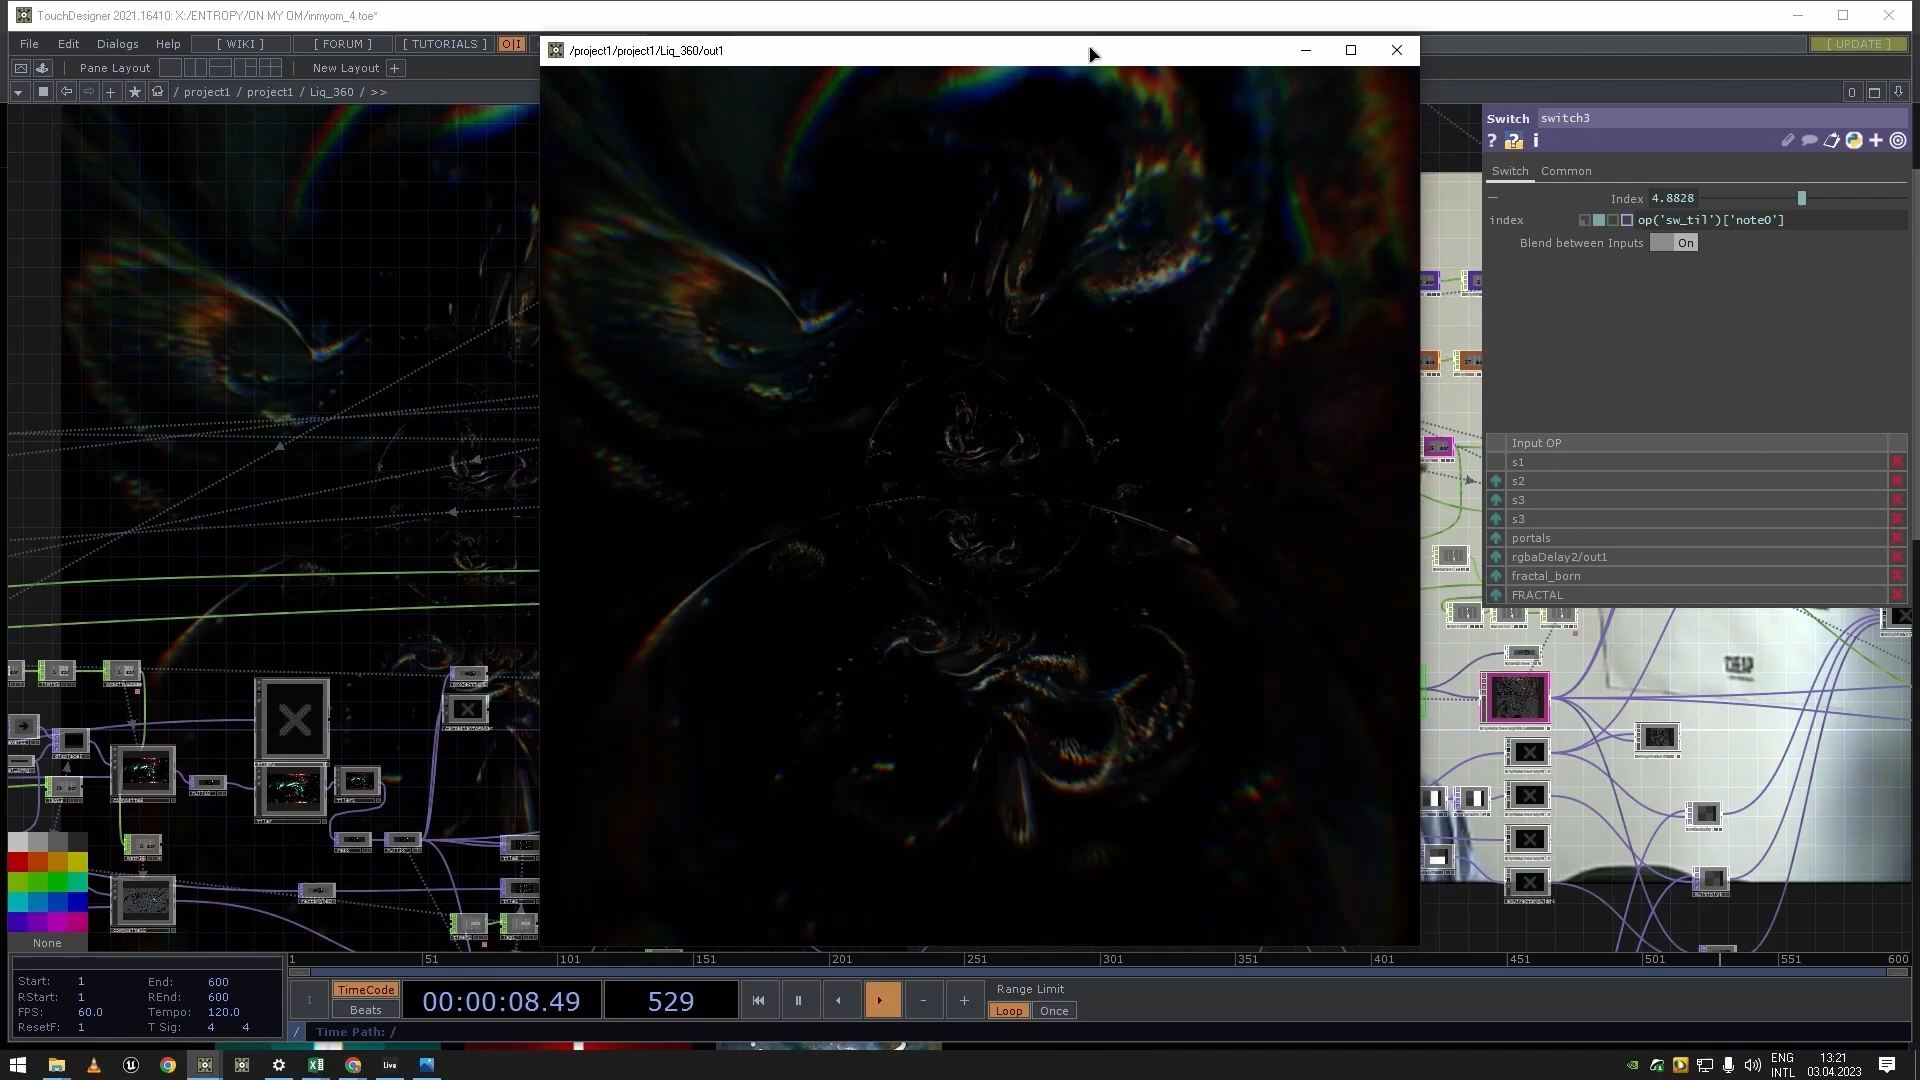 TouchDesigner 2021.16410: X:/ENTROPY/ON MY OM/inmyom_4.toe*
File Edit Dialogs Help [ WIKI ] [ FORUM ] [ TUTORIALS ] O|I [ UPDATE ]
/project1/project1/Liq_360/out1
Pane Layout New Layout +
/ project1 / project1 / Liq_360 / >> 0
Switch switch3
? ? i
Switch Common
Index 4.8828
index op('sw_til')['note0']
Blend between Inputs On
Input OP
s1
s2
s3
s3
portals
rgbaDelay2/out1
fractal_born
FRACTAL
None
1 51 101 151 201 251 301 351 401 451 501 551 600
Start: 1 End: 600
RStart: 1 REnd: 600
FPS: 60.0 Tempo: 120.0
ResetF: 1 T Sig: 4 4
TimeCode
Beats
00:00:08.49 529
Range Limit
Loop Once
/ Time Path: /
Live
ENG
INTL
13:21
03.04.2023